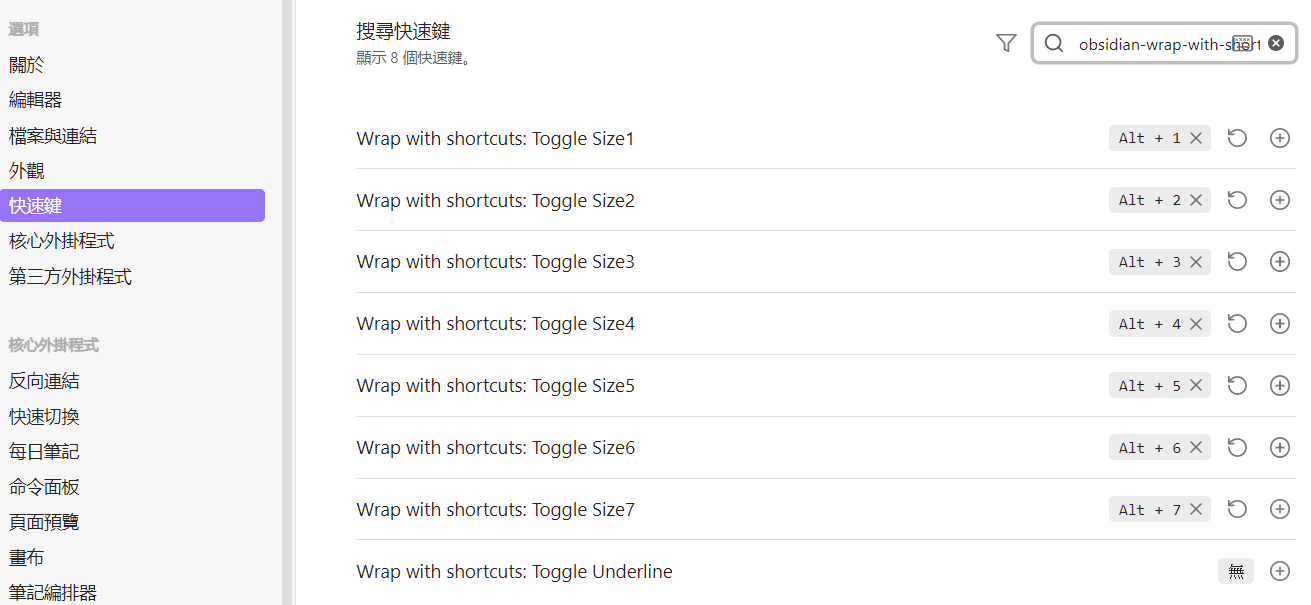 選項
關於
編輯器
檔案與連結
外觀
快速鍵
核心外掛程式
第三方外掛程式
核心外掛程式
反向連結
快速切換
每日筆記
命令面板
頁面預覽
畫布
筆記編排器
搜尋快速鍵
顯示 8 個快速鍵。
obsidian-wrap-with-short
Wrap with shortcuts: Toggle Size1 Alt + 1
Wrap with shortcuts: Toggle Size2 Alt + 2
Wrap with shortcuts: Toggle Size3 Alt + 3
Wrap with shortcuts: Toggle Size4 Alt + 4
Wrap with shortcuts: Toggle Size5 Alt + 5
Wrap with shortcuts: Toggle Size6 Alt + 6
Wrap with shortcuts: Toggle Size7 Alt + 7
Wrap with shortcuts: Toggle Underline 無